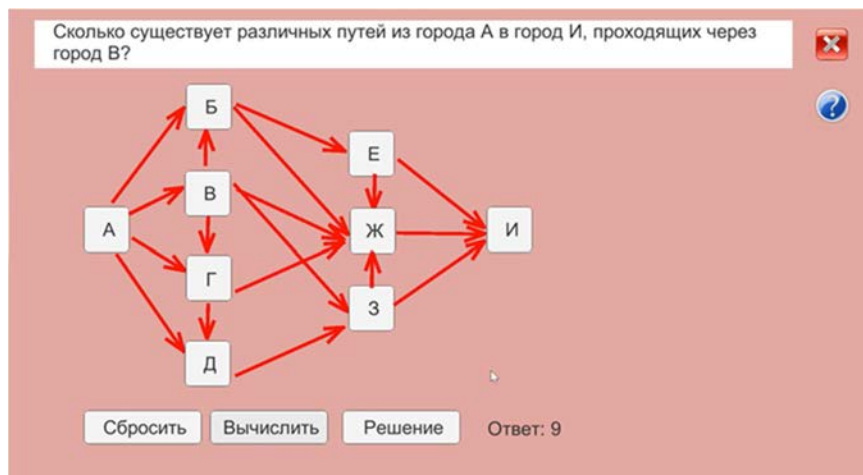 Сколько существует различных путей из города А в город И, проходящих через
город В?
Б
Е
В
А
Ж
И
Г
З
Д
Сбросить Вычислить Решение Ответ: 9